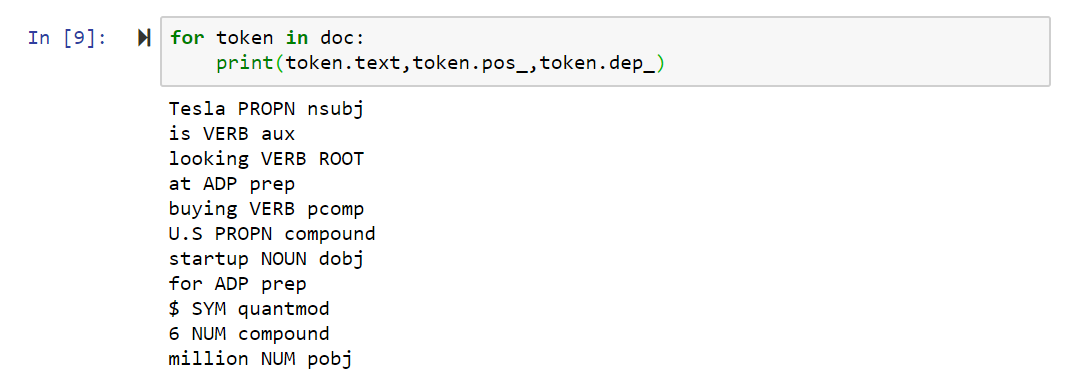 In [9]: for token in doc:
print(token.text,token.pos_,token.dep_)
Tesla PROPN nsubj
is VERB aux
looking VERB ROOT
at ADP prep
buying VERB pcomp
U.S PROPN compound
startup NOUN dobj
for ADP prep
$ SYM quantmod
6 NUM compound
million NUM pobj